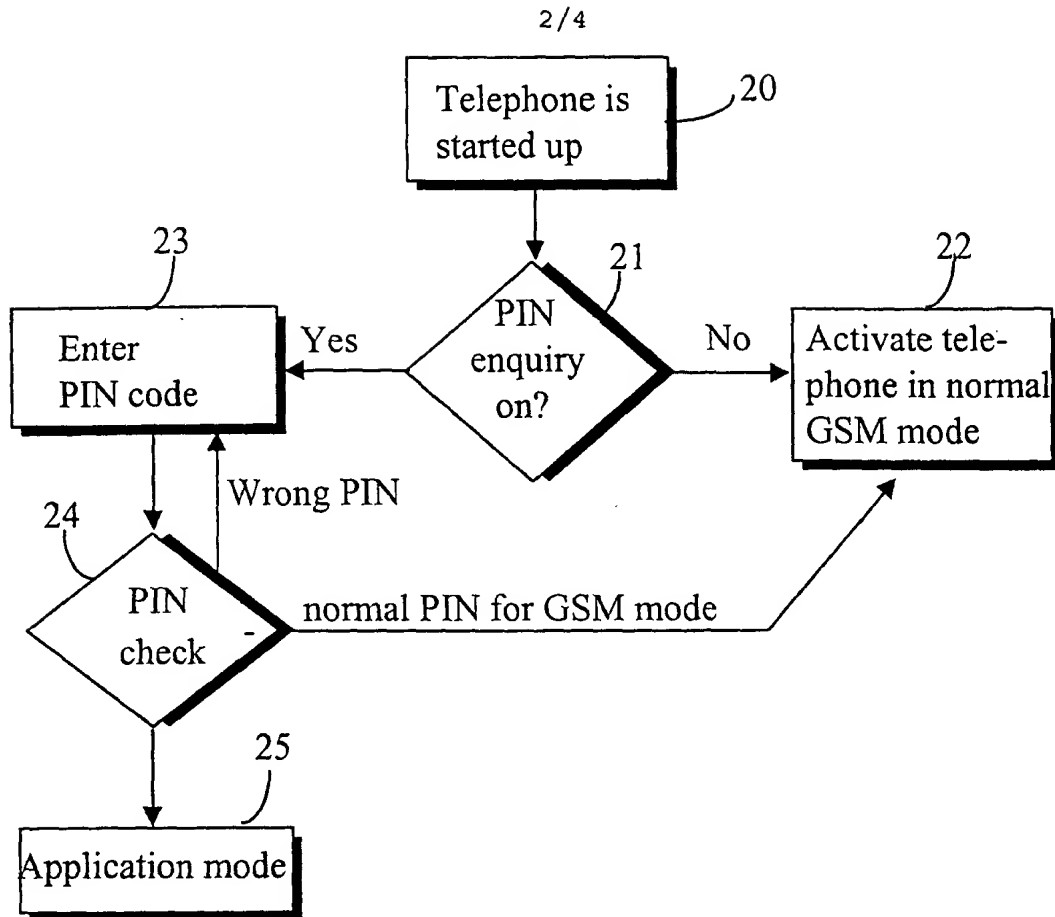 2/4
Telephone is
started up
20
21
PIN
enquiry
on?
Yes
No
23
Enter
PIN code
22
Activate tele-
phone in normal
GSM mode
Wrong PIN
24
PIN
check
normal PIN for GSM mode
25
Application mode